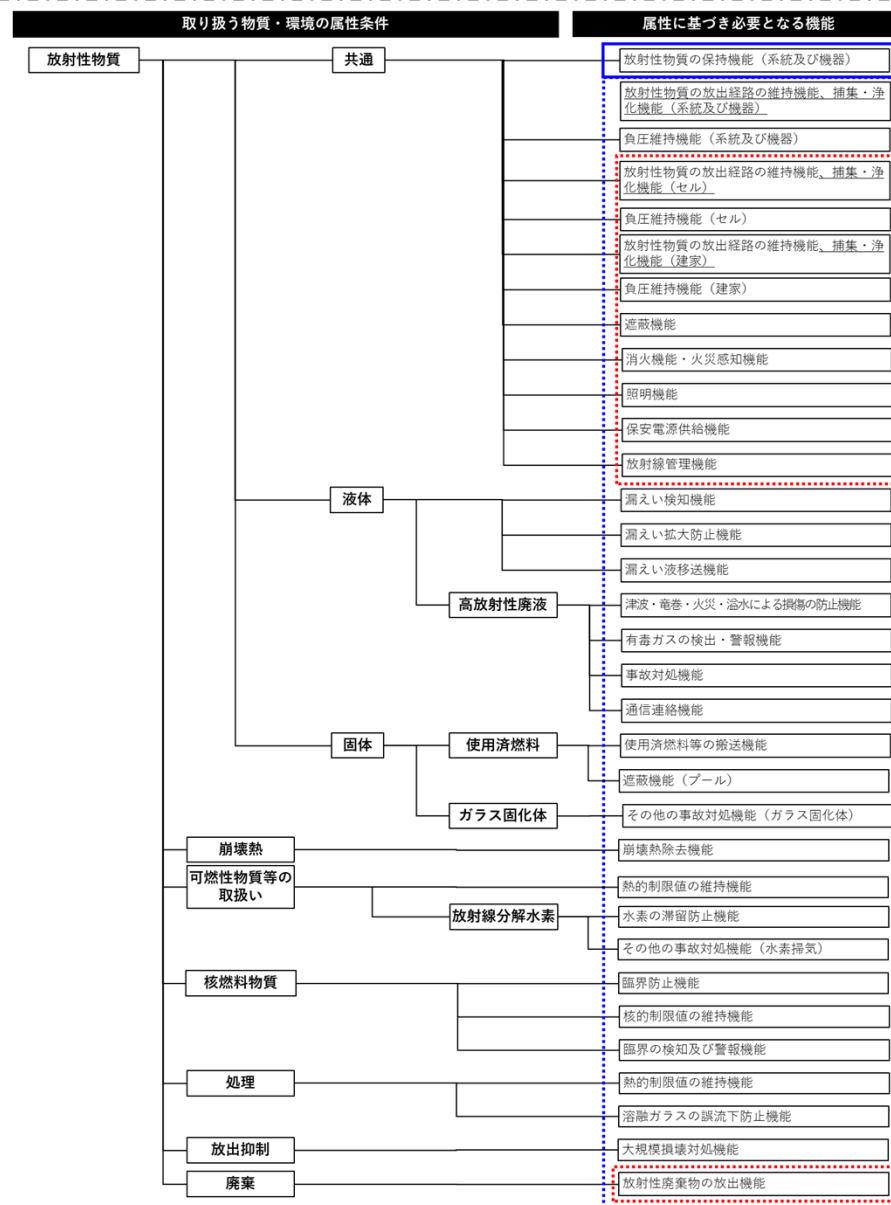 取り扱う物質・環境の属性条件
属性に基づき必要となる機能
放射性物質
共通
放射性物質の保持機能（系統及び機器）
放射性物質の放出経路の維持機能、捕集・浄
化機能（系統及び機器）
負圧維持機能（系統及び機器）
放射性物質の放出経路の維持機能、捕集・浄
化機能（セル）
負圧維持機能（セル）
放射性物質の放出経路の維持機能、捕集・浄
化機能（建家）
負圧維持機能（建家）
遮蔽機能
消火機能・火災感知機能
照明機能
保安電源供給機能
放射線管理機能
液体
漏えい検知機能
漏えい拡大防止機能
漏えい液移送機能
高放射性廃液
津波・竜巻・火災・溢水による損傷の防止機能
有毒ガスの検出・警報機能
事故対処機能
通信連絡機能
固体
使用済燃料
使用済燃料等の搬送機能
遮蔽機能（プール）
ガラス固化体
その他の事故対処機能（ガラス固化体）
崩壊熱
崩壊熱除去機能
可燃性物質等の
取扱い
熱的制限値の維持機能
放射線分解水素
水素の滞留防止機能
その他の事故対処機能（水素掃気）
核燃料物質
臨界防止機能
核的制限値の維持機能
臨界の検知及び警報機能
処理
熱的制限値の維持機能
溶融ガラスの誤流下防止機能
放出抑制
大規模損壊対処機能
廃棄
放射性廃棄物の放出機能